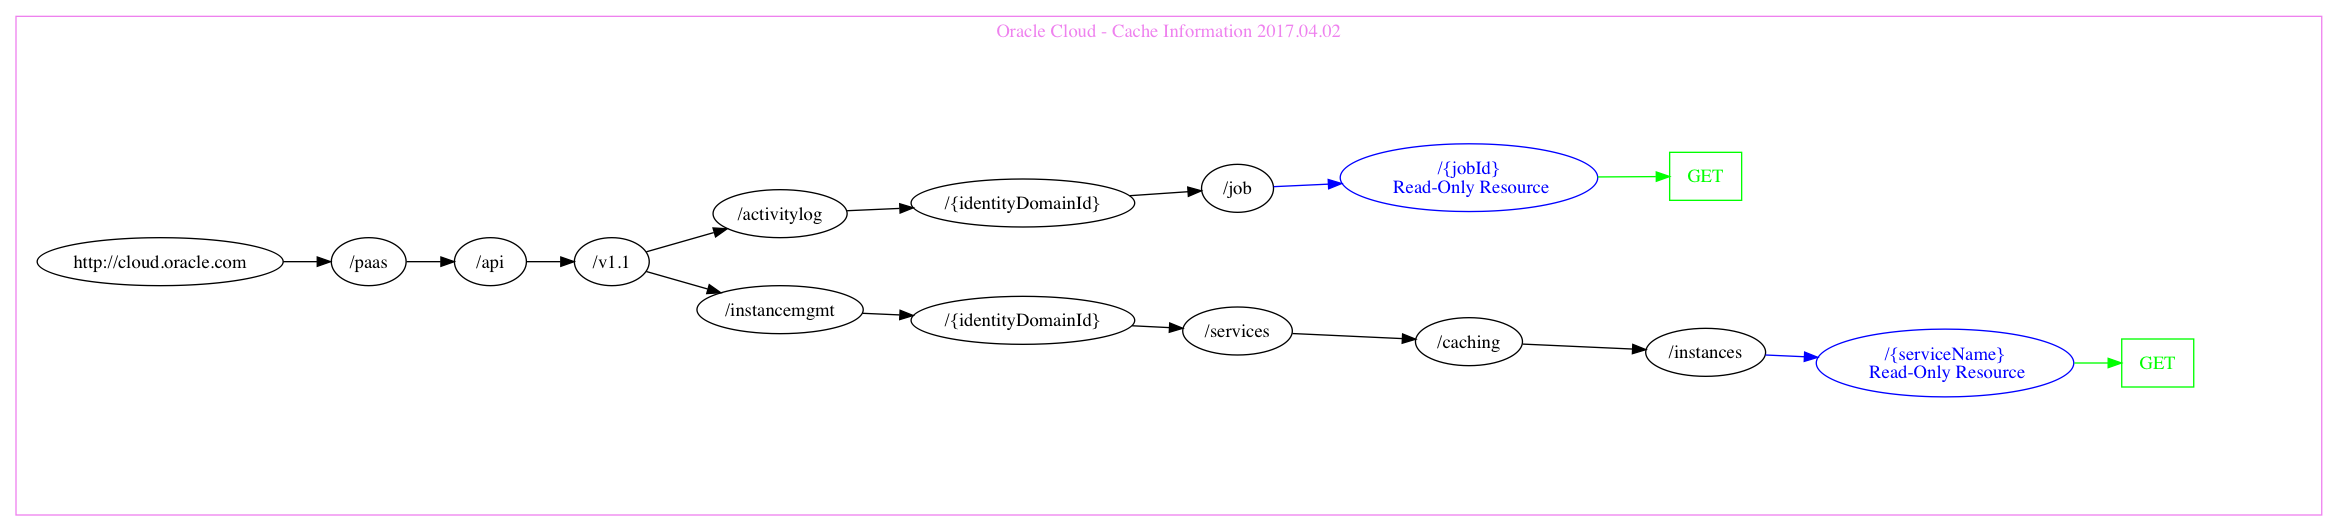 Oracle Cloud - Cache Information 2017.04.02
http://cloud.oracle.com
/paas
/api
/v1.1
/activitylog
/{identityDomainId}
/job
/{jobId}
Read-Only Resource
GET
/instancemgmt
/{identityDomainId}
/services
/caching
/instances
/{serviceName}
Read-Only Resource
GET